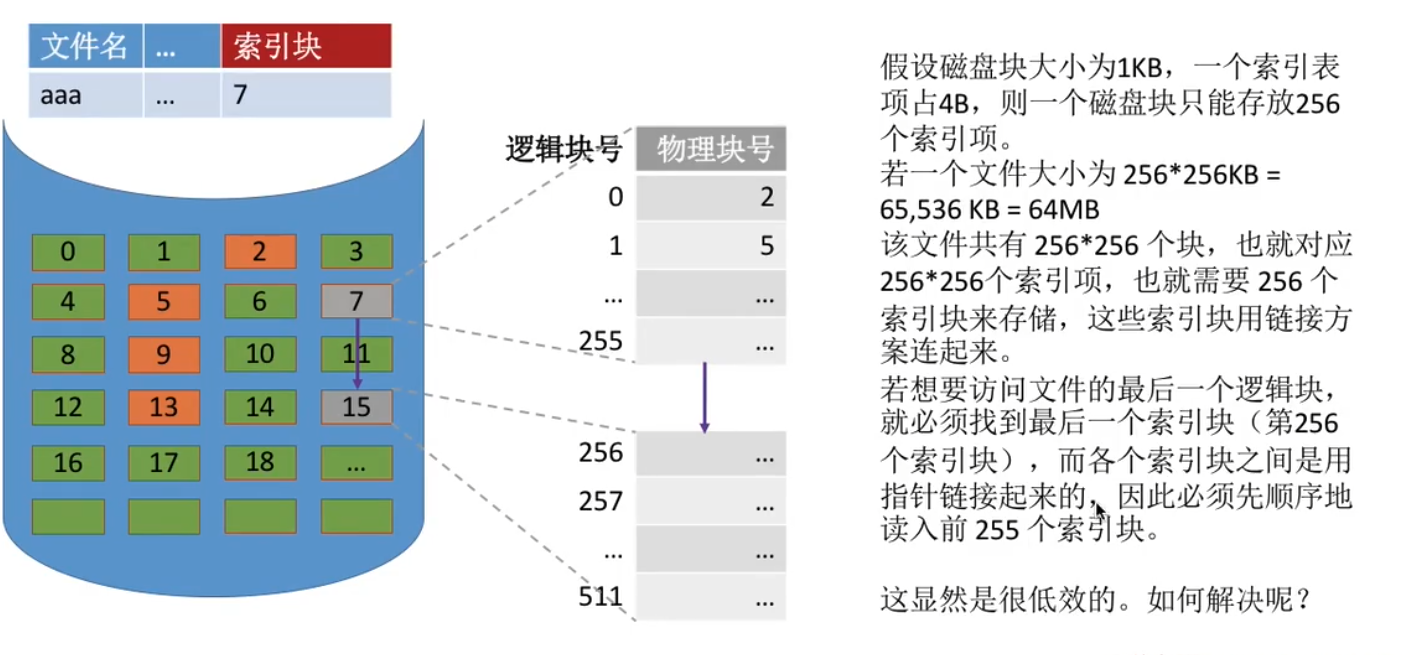 文件名 ... 索引块
aaa ... 7
0 1 2 3
4 5 6 7
8 9 10 11
12 13 14 15
16 17 18 ...
逻辑块号 物理块号
0 2
1 5
... ...
255 ...
256 ...
257 ...
... ...
511 ...
假设磁盘块大小为1KB，一个索引表
项占4B，则一个磁盘块只能存放256
个索引项。
若一个文件大小为 256*256KB =
65,536 KB = 64MB
该文件共有 256*256 个块，也就对应
256*256个索引项，也就需要 256 个
索引块来存储，这些索引块用链接方
案连起来。
若想要访问文件的最后一个逻辑块，
就必须找到最后一个索引块（第256
个索引块），而各个索引块之间是用
指针链接起来的，因此必须先顺序地
读入前 255 个索引块。
这显然是很低效的。如何解决呢？